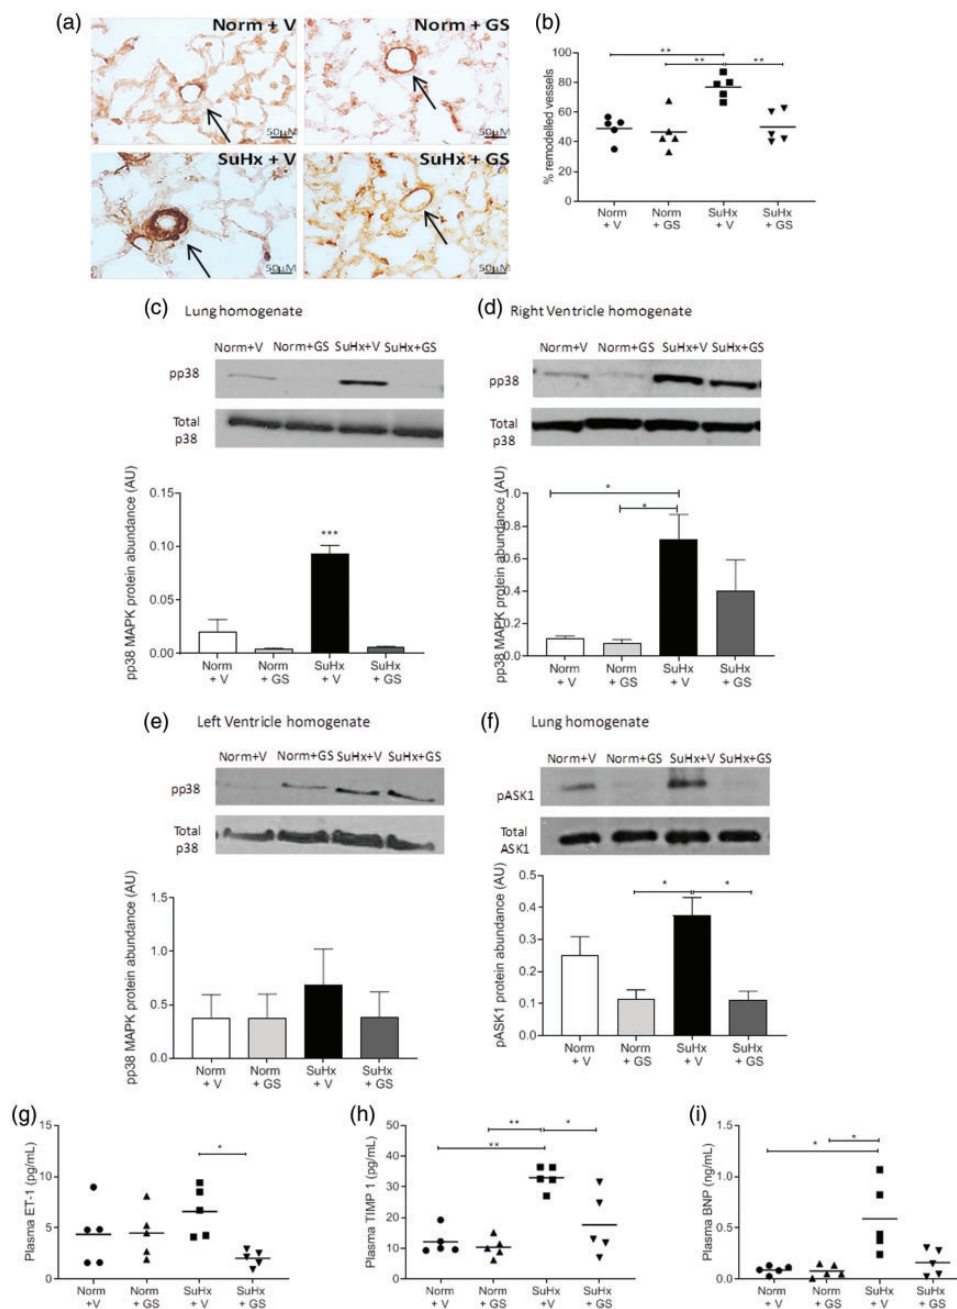 (a)
Norm + V
50µM
Norm + GS
50µM
SuHx + V
50µM
SuHx + GS
50µM
(b)
% remodelled vessels
100
80
60
40
20
0
**
**
**
Norm + V
Norm + GS
SuHx + V
SuHx + GS
(c) Lung homogenate
Norm+V Norm+GS SuHx+V SuHx+GS
pp38
Total p38
pp38 MAPK protein abundance (AU)
0.15
0.10
0.05
0.00
***
Norm + V
Norm + GS
SuHx + V
SuHx + GS
(d) Right Ventricle homogenate
Norm+V Norm+GS SuHx+V SuHx+GS
pp38
Total p38
pp38 MAPK protein abundance (AU)
1.0
0.8
0.6
0.4
0.2
0.0
*
*
Norm + V
Norm + GS
SuHx + V
SuHx + GS
(e) Left Ventricle homogenate
Norm+V Norm+GS SuHx+V SuHx+GS
pp38
Total p38
pp38 MAPK protein abundance (AU)
1.5
1.0
0.5
0.0
Norm + V
Norm + GS
SuHx + V
SuHx + GS
(f) Lung homogenate
Norm+V Norm+GS SuHx+V SuHx+GS
pASK1
Total ASK1
pASK1 protein abundance (AU)
0.5
0.4
0.3
0.2
0.1
0.0
*
*
Norm + V
Norm + GS
SuHx + V
SuHx + GS
(g)
Plasma ET-1 (pg/mL)
15
10
5
0
*
Norm +V
Norm + GS
SuHx + V
SuHx + GS
(h)
Plasma TIMP 1 (pg/mL)
50
40
30
20
10
0
**
*
**
Norm + V
Norm + GS
SuHx +V
SuHx + GS
(i)
Plasma BNP (ng/mL)
1.5
1.0
0.5
0.0
*
*
Norm +V
Norm + GS
SuHx + V
SuHx + GS